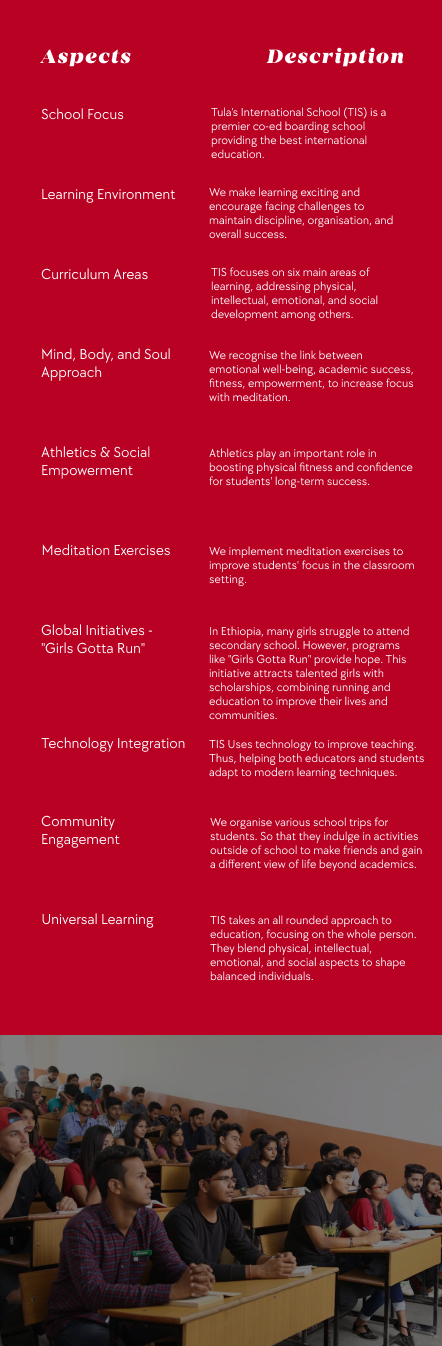 Aspects
Description
School Focus
Tula's International School (TIS) is a
premier co-ed boarding school
providing the best international
education.
Learning Environment
We make learning exciting and
encourage facing challenges to
maintain discipline, organisation, and
overall success.
Curriculum Areas
TIS focuses on six main areas of
learning, addressing physical,
intellectual, emotional, and social
development among others.
Mind, Body, and Soul
Approach
We recognise the link between
emotional well-being, academic success,
fitness, empowerment, to increase focus
with meditation.
Athletics & Social
Empowerment
Athletics play an important role in
boosting physical fitness and confidence
for students' long-term success.
Meditation Exercises
We implement meditation exercises to
improve students' focus in the classroom
setting.
Global Initiatives -
"Girls Gotta Run"
In Ethiopia, many girls struggle to attend
secondary school. However, programs
like "Girls Gotta Run" provide hope. This
initiative attracts talented girls with
scholarships, combining running and
education to improve their lives and
communities.
Technology Integration
TIS Uses technology to improve teaching.
Thus, helping both educators and students
adapt to modern learning techniques.
Community
Engagement
We organise various school trips for
students. So that they indulge in activities
outside of school to make friends and gain
a different view of life beyond academics.
Universal Learning
TIS takes an all rounded approach to
education, focusing on the whole person.
They blend physical, intellectual,
emotional, and social aspects to shape
balanced individuals.